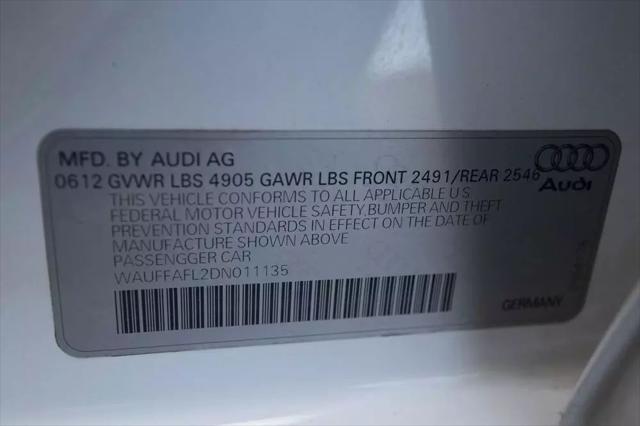 MFD. BY AUDI AG
0612 GVWR LBS 4905 GAWR LBS FRONT 2491/REAR 2546
Audi
THIS VEHICLE CONFORMS TO ALL APPLICABLE U.S.
FEDERAL MOTOR VEHICLE SAFETY,BUMPER AND THEFT
PREVENTION STANDARDS IN EFFECT ON THE DATE OF
MANUFACTURE SHOWN ABOVE
PASSENGGER CAR
WAUFFAFL2DN011135
GERMANY